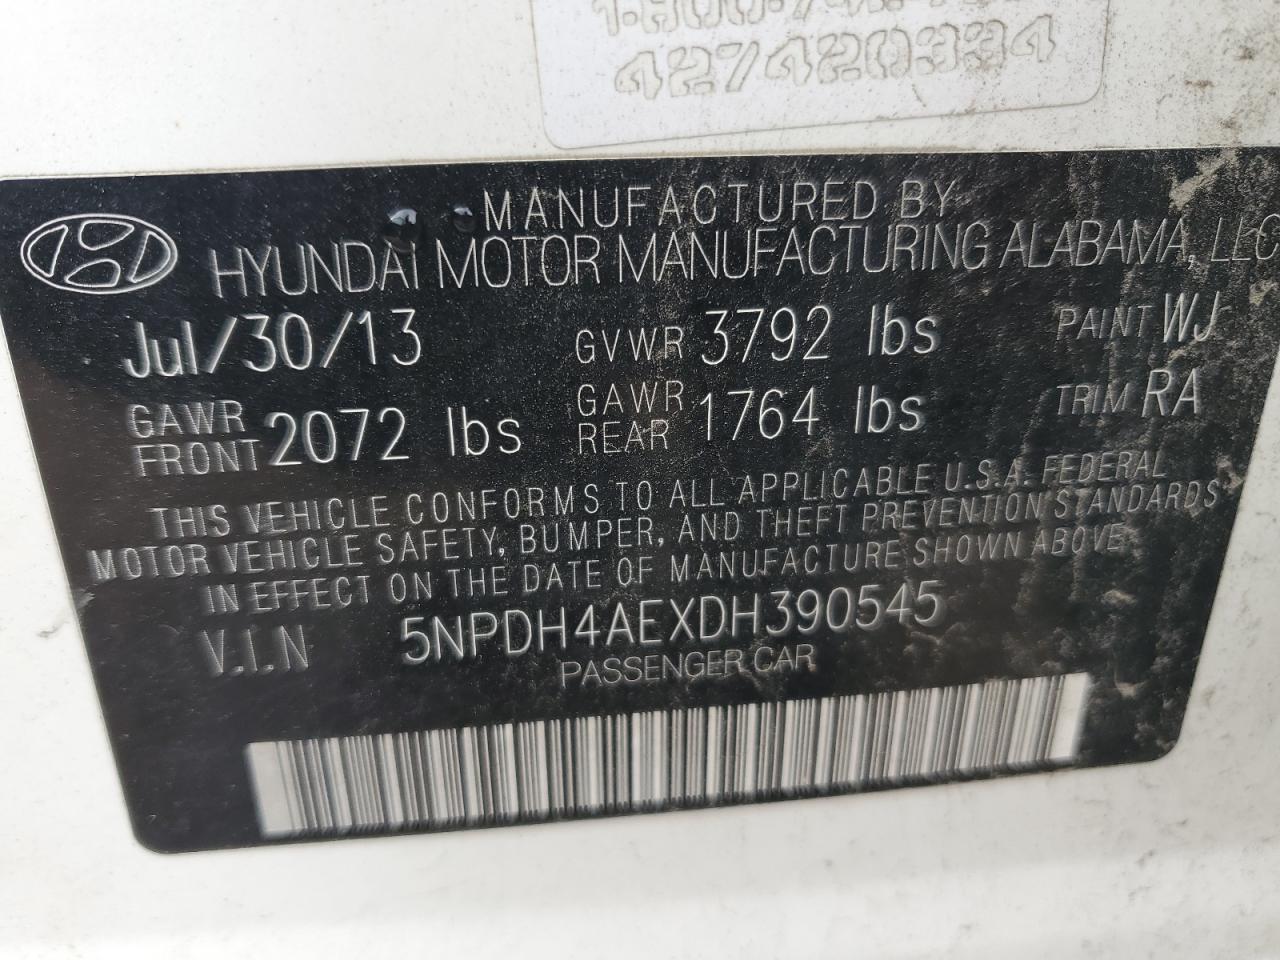 427420334
MANUFACTURED BY
HYUNDAI MOTOR MANUFACTURING ALABAMA, LLC
Jul/30/13 GVWR 3792 lbs PAINT WJ
GAWR FRONT 2072 lbs GAWR REAR 1764 lbs TRIM RA
THIS VEHICLE CONFORMS TO ALL APPLICABLE U.S.A. FEDERAL
MOTOR VEHICLE SAFETY, BUMPER, AND THEFT PREVENTION STANDARDS
IN EFFECT ON THE DATE OF MANUFACTURE SHOWN ABOVE
V.I.N 5NPDH4AEXDH390545
PASSENGER CAR